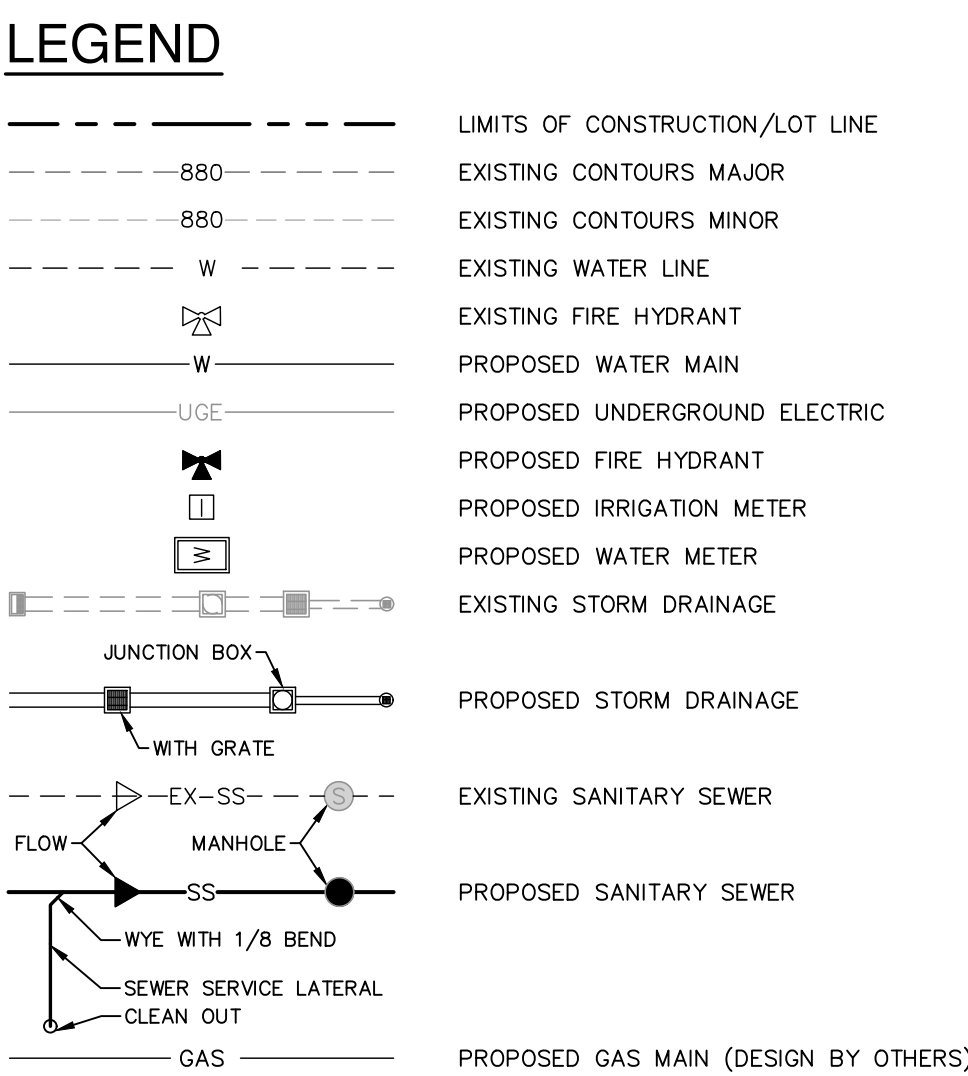 LEGEND
LIMITS OF CONSTRUCTION/LOT LINE
880 EXISTING CONTOURS MAJOR
880 EXISTING CONTOURS MINOR
W EXISTING WATER LINE
EXISTING FIRE HYDRANT
W PROPOSED WATER MAIN
UGE PROPOSED UNDERGROUND ELECTRIC
PROPOSED FIRE HYDRANT
I PROPOSED IRRIGATION METER
W PROPOSED WATER METER
EXISTING STORM DRAINAGE
JUNCTION BOX
PROPOSED STORM DRAINAGE
WITH GRATE
EX-SS S EXISTING SANITARY SEWER
FLOW MANHOLE
SS PROPOSED SANITARY SEWER
WYE WITH 1/8 BEND
SEWER SERVICE LATERAL
CLEAN OUT
GAS PROPOSED GAS MAIN (DESIGN BY OTHERS)